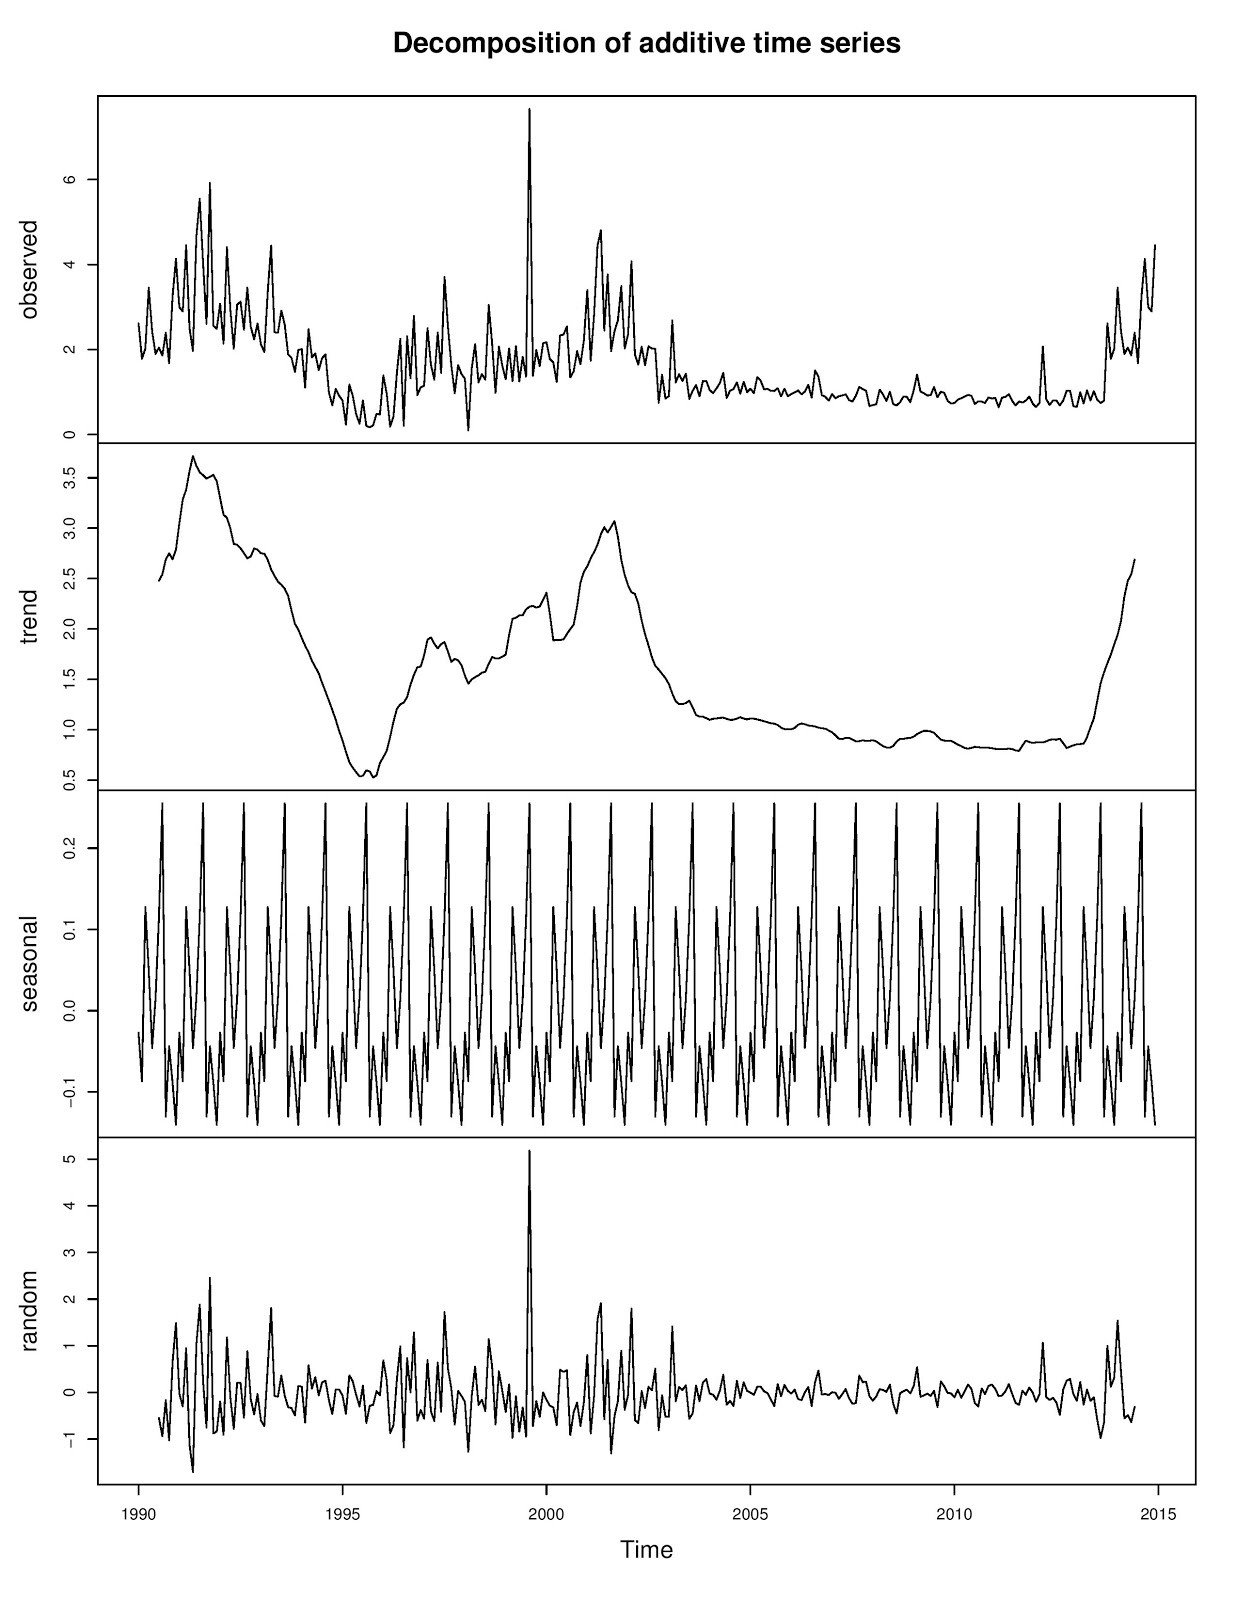 Decomposition of additive time series
observed
0 2 4 6
trend
0.5 1.0 1.5 2.0 2.5 3.0 3.5
seasonal
−0.1 0.0 0.1 0.2
random
−1 0 1 2 3 4 5
1990 1995 2000 2005 2010 2015
Time